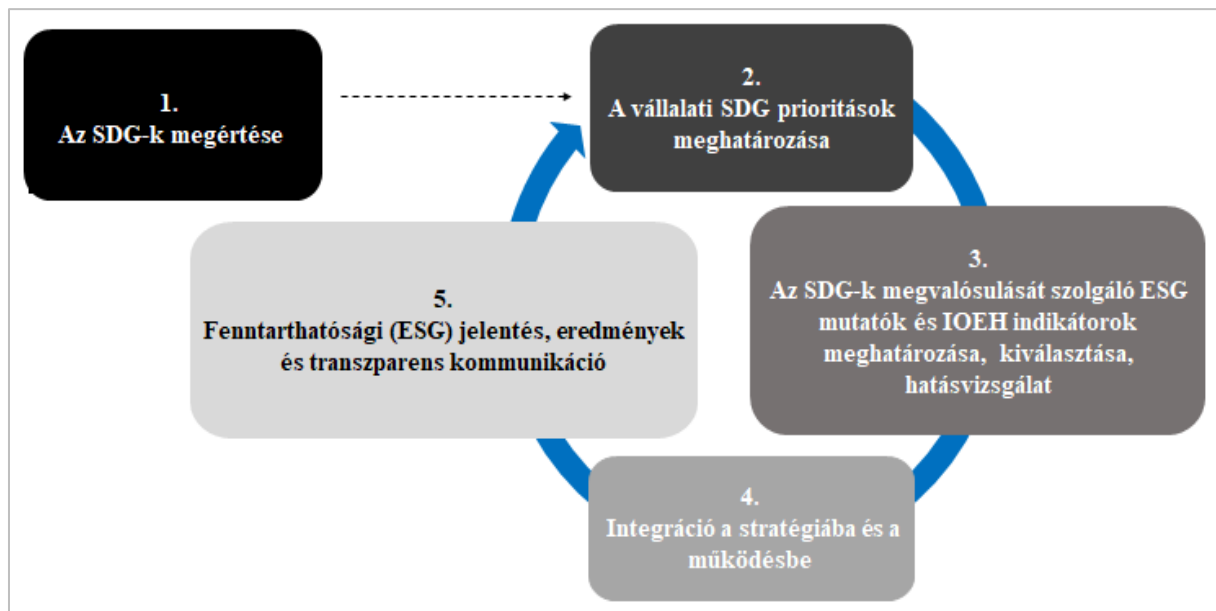 1.
Az SDG-k megértése
2.
A vállalati SDG prioritások
meghatározása
3.
Az SDG-k megvalósulását szolgáló ESG
mutatók és IOEH indikátorok
meghatározása, kiválasztása,
hatásvizsgálat
4.
Integráció a stratégiába és a
működésbe
5.
Fenntarthatósági (ESG) jelentés, eredmények
és transzparens kommunikáció